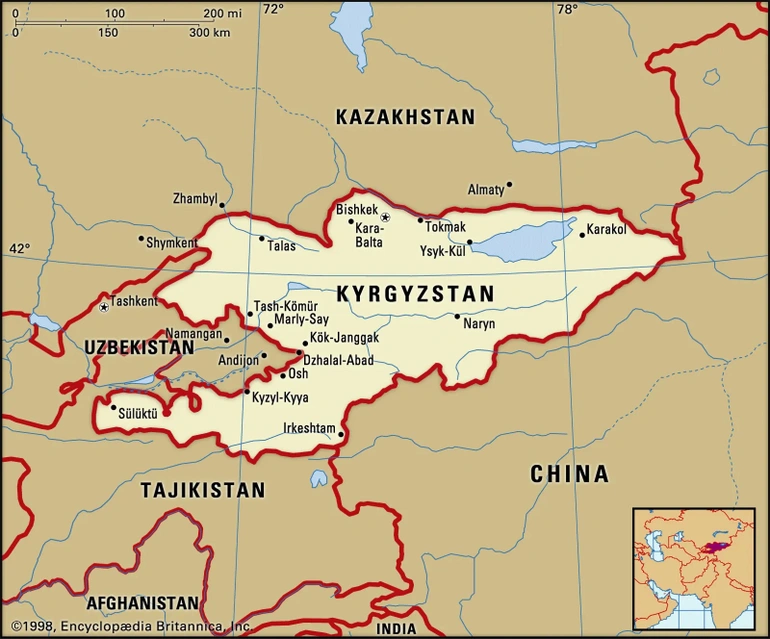 0 100 200 mi
0 150 300 km
72°
78°
KAZAKHSTAN
Almaty
Zhambyl
Bishkek
Kara-
Balta
Tokmak
Karakol
Shymkent
Talas
Ysyk-Kül
42°
KYRGYZSTAN
Tashkent
Tash-Kömür
Marly-Say
Naryn
Namangan
Kök-Janggak
UZBEKISTAN
Andijon
Dzhalal-Abad
Osh
Kyzyl-Kyya
Sülüktü
Irkeshtam
CHINA
TAJIKISTAN
AFGHANISTAN
©1998, Encyclopædia Britannica, Inc.
INDIA